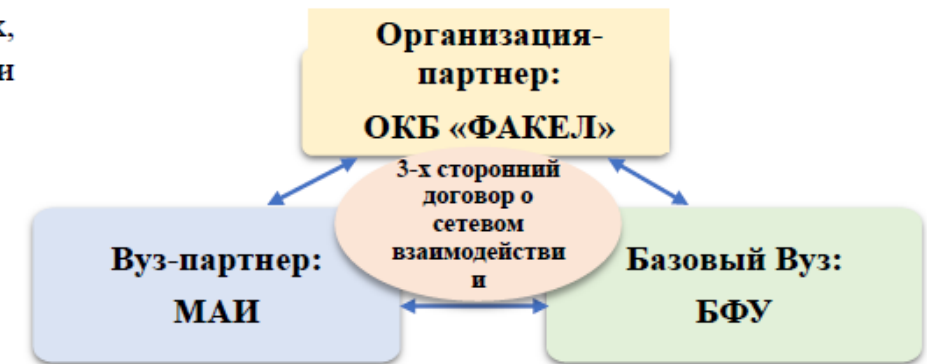 к,
и
Организация-
партнер:
ОКБ «ФАКЕЛ»
3-х сторонний
договор о
сетевом
взаимодействи
и
Вуз-партнер:
МАИ
Базовый Вуз:
БФУ